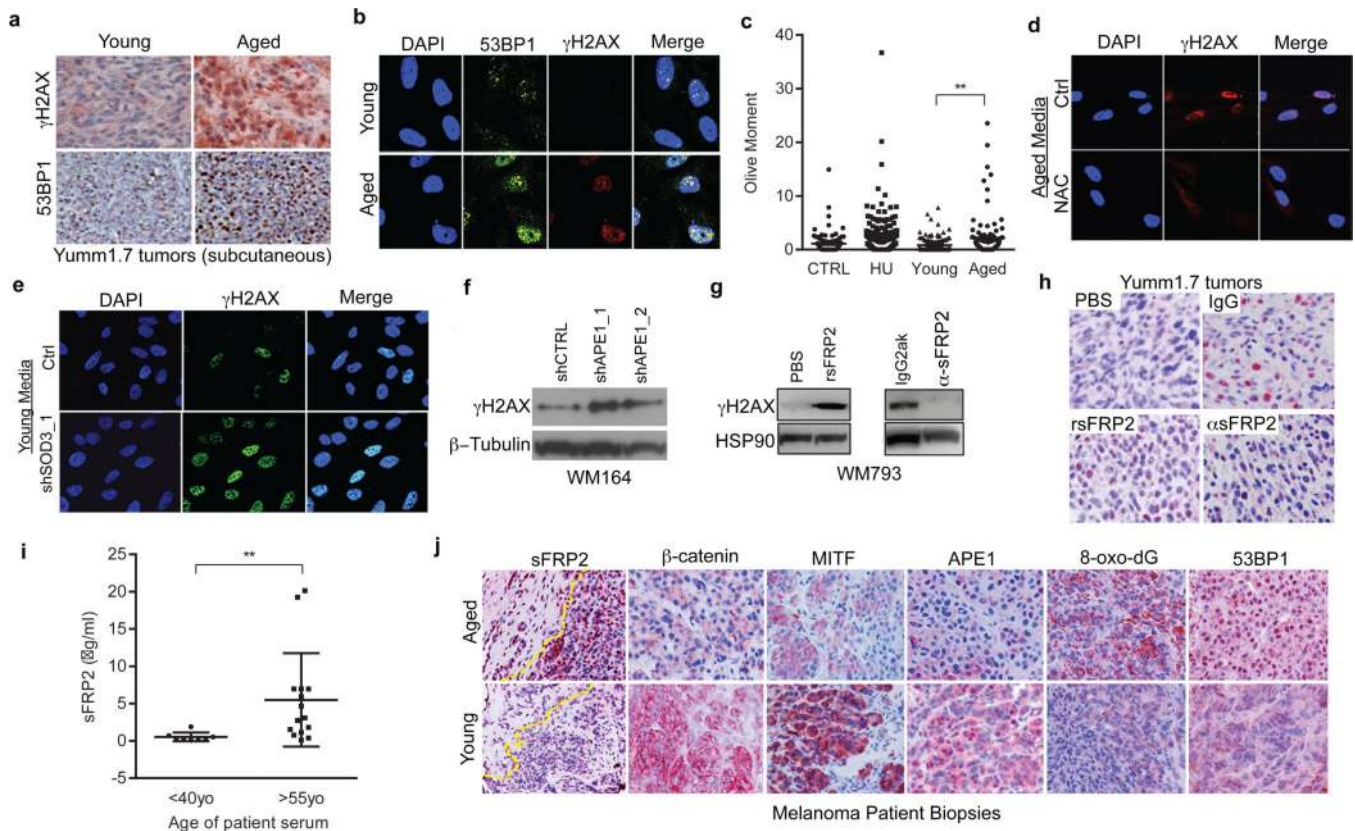 a
Young Aged
γH2AX
53BP1
Yumm1.7 tumors (subcutaneous)
b
DAPI 53BP1 γH2AX Merge
Young
Aged
c
Olive Moment
40
30
20
10
0
**
CTRL HU Young Aged
d
DAPI γH2AX Merge
Aged Media
Ctrl
NAC
e
DAPI γH2AX Merge
Young Media
Ctrl
shSOD3_1
f
shCTRL
shAPE1_1
shAPE1_2
γH2AX
β-Tubulin
WM164
g
PBS
rsFRP2
IgG2ak
α-sFRP2
γH2AX
HSP90
WM793
h
Yumm1.7 tumors
PBS IgG
rsFRP2 αsFRP2
i
sFRP2 (g/ml)
25
20
15
10
5
0
-5
**
<40yo >55yo
Age of patient serum
j
sFRP2 β-catenin MITF APE1 8-oxo-dG 53BP1
Aged
Young
Melanoma Patient Biopsies